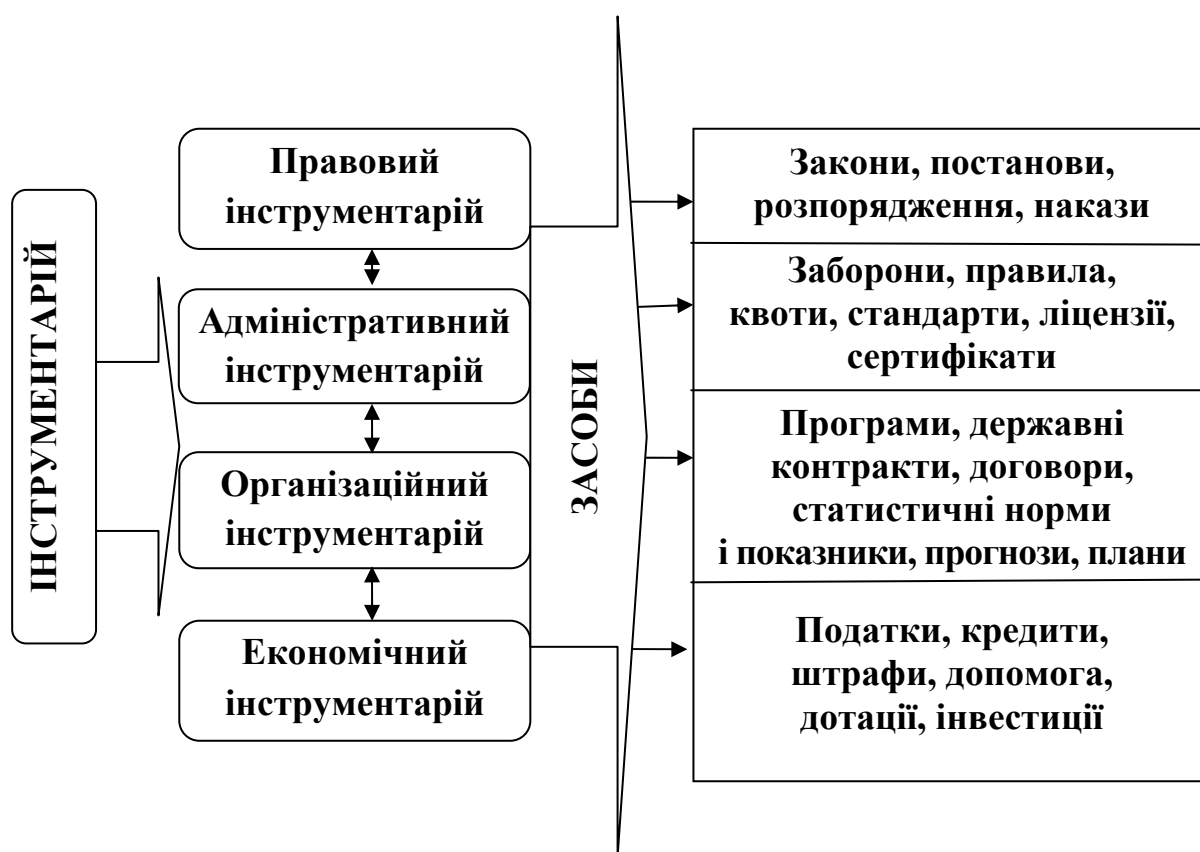 ІНСТРУМЕНТАРІЙ
Правовий
інструментарій
Адміністративний
інструментарій
Організаційний
інструментарій
Економічний
інструментарій
ЗАСОБИ
Закони, постанови,
розпорядження, накази
Заборони, правила,
квоти, стандарти, ліцензії,
сертифікати
Програми, державні
контракти, договори,
статистичні норми
і показники, прогнози, плани
Податки, кредити,
штрафи, допомога,
дотації, інвестиції